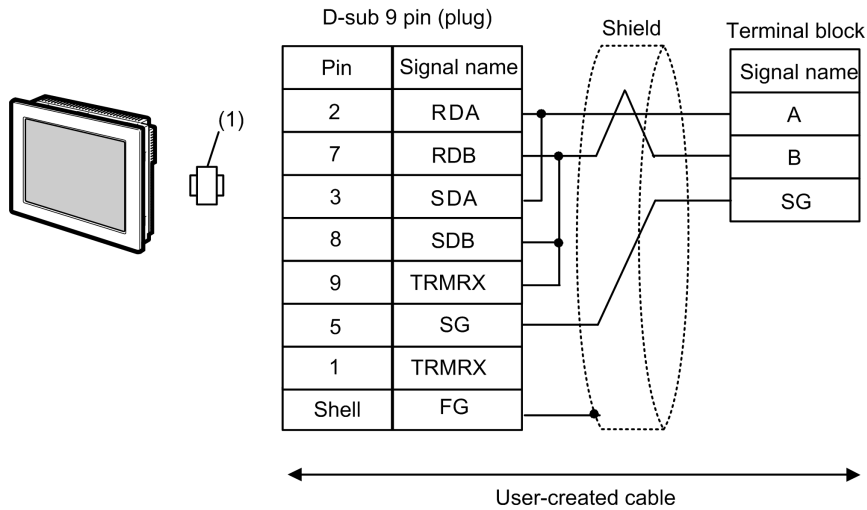 D-sub 9 pin (plug)
Shield
Terminal block
(1)
Pin Signal name
2 RDA
7 RDB
3 SDA
8 SDB
9 TRMRX
5 SG
1 TRMRX
Shell FG
Signal name
A
B
SG
User-created cable